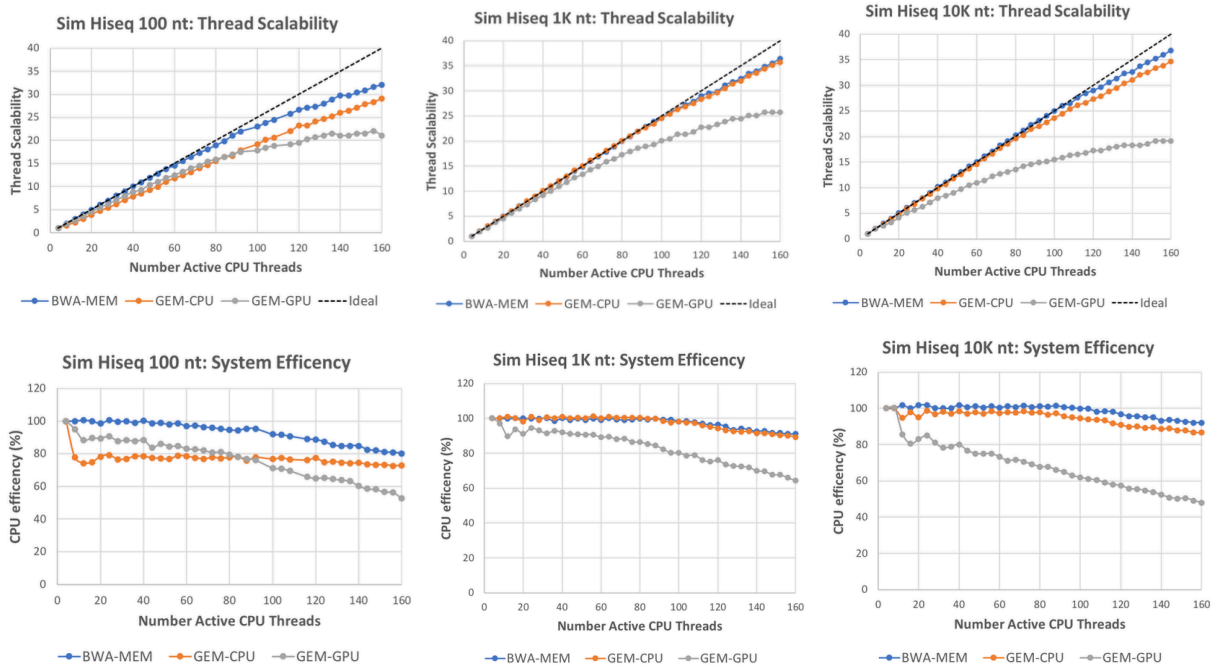 Sim Hiseq 100 nt: Thread Scalability
40
35
30
25
20
15
10
5
0
Thread Scalability
0 20 40 60 80 100 120 140 160
Number Active CPU Threads
BWA-MEM GEM-CPU GEM-GPU Ideal
Sim Hiseq 1K nt: Thread Scalability
40
35
30
25
20
15
10
5
0
Thread Scalability
0 20 40 60 80 100 120 140 160
Number Active CPU Threads
BWA-MEM GEM-CPU GEM-GPU Ideal
Sim Hiseq 10K nt: Thread Scalability
40
35
30
25
20
15
10
5
0
Thread Scalability
0 20 40 60 80 100 120 140 160
Number Active CPU Threads
BWA-MEM GEM-CPU GEM-GPU Ideal
Sim Hiseq 100 nt: System Efficency
120
100
80
60
40
20
0
CPU efficency (%)
0 20 40 60 80 100 120 140 160
Number Active CPU Threads
BWA-MEM GEM-CPU GEM-GPU
Sim Hiseq 1K nt: System Efficency
120
100
80
60
40
20
0
CPU efficency (%)
0 20 40 60 80 100 120 140 160
Number Active CPU Threads
BWA-MEM GEM-CPU GEM-GPU
Sim Hiseq 10K nt: System Efficency
120
100
80
60
40
20
0
CPU efficency (%)
0 20 40 60 80 100 120 140 160
Number Active CPU Threads
BWA-MEM GEM-CPU GEM-GPU